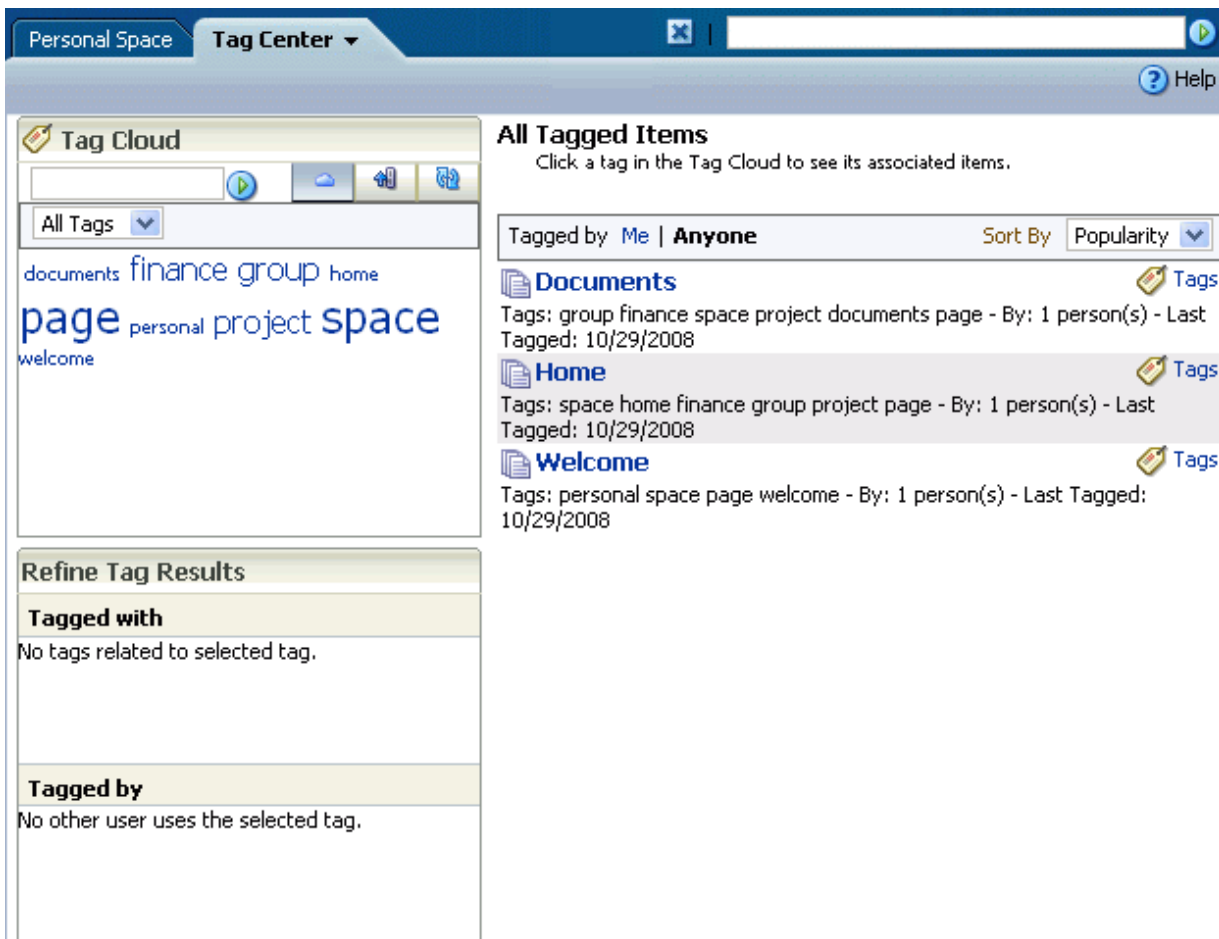 Personal Space Tag Center
Help
Tag Cloud
All Tags
documents finance group home
page personal project space
welcome
Refine Tag Results
Tagged with
No tags related to selected tag.
Tagged by
No other user uses the selected tag.
All Tagged Items
Click a tag in the Tag Cloud to see its associated items.
Tagged by Me | Anyone Sort By Popularity
Documents Tags
Tags: group finance space project documents page - By: 1 person(s) - Last
Tagged: 10/29/2008
Home Tags
Tags: space home finance group project page - By: 1 person(s) - Last
Tagged: 10/29/2008
Welcome Tags
Tags: personal space page welcome - By: 1 person(s) - Last Tagged:
10/29/2008